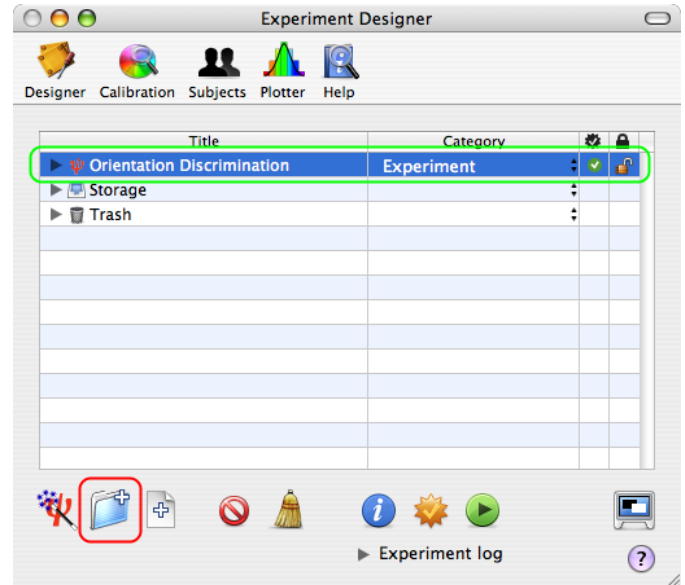 Experiment Designer
Designer Calibration Subjects Plotter Help
Title Category
Orientation Discrimination Experiment
Storage
Trash
Experiment log
?